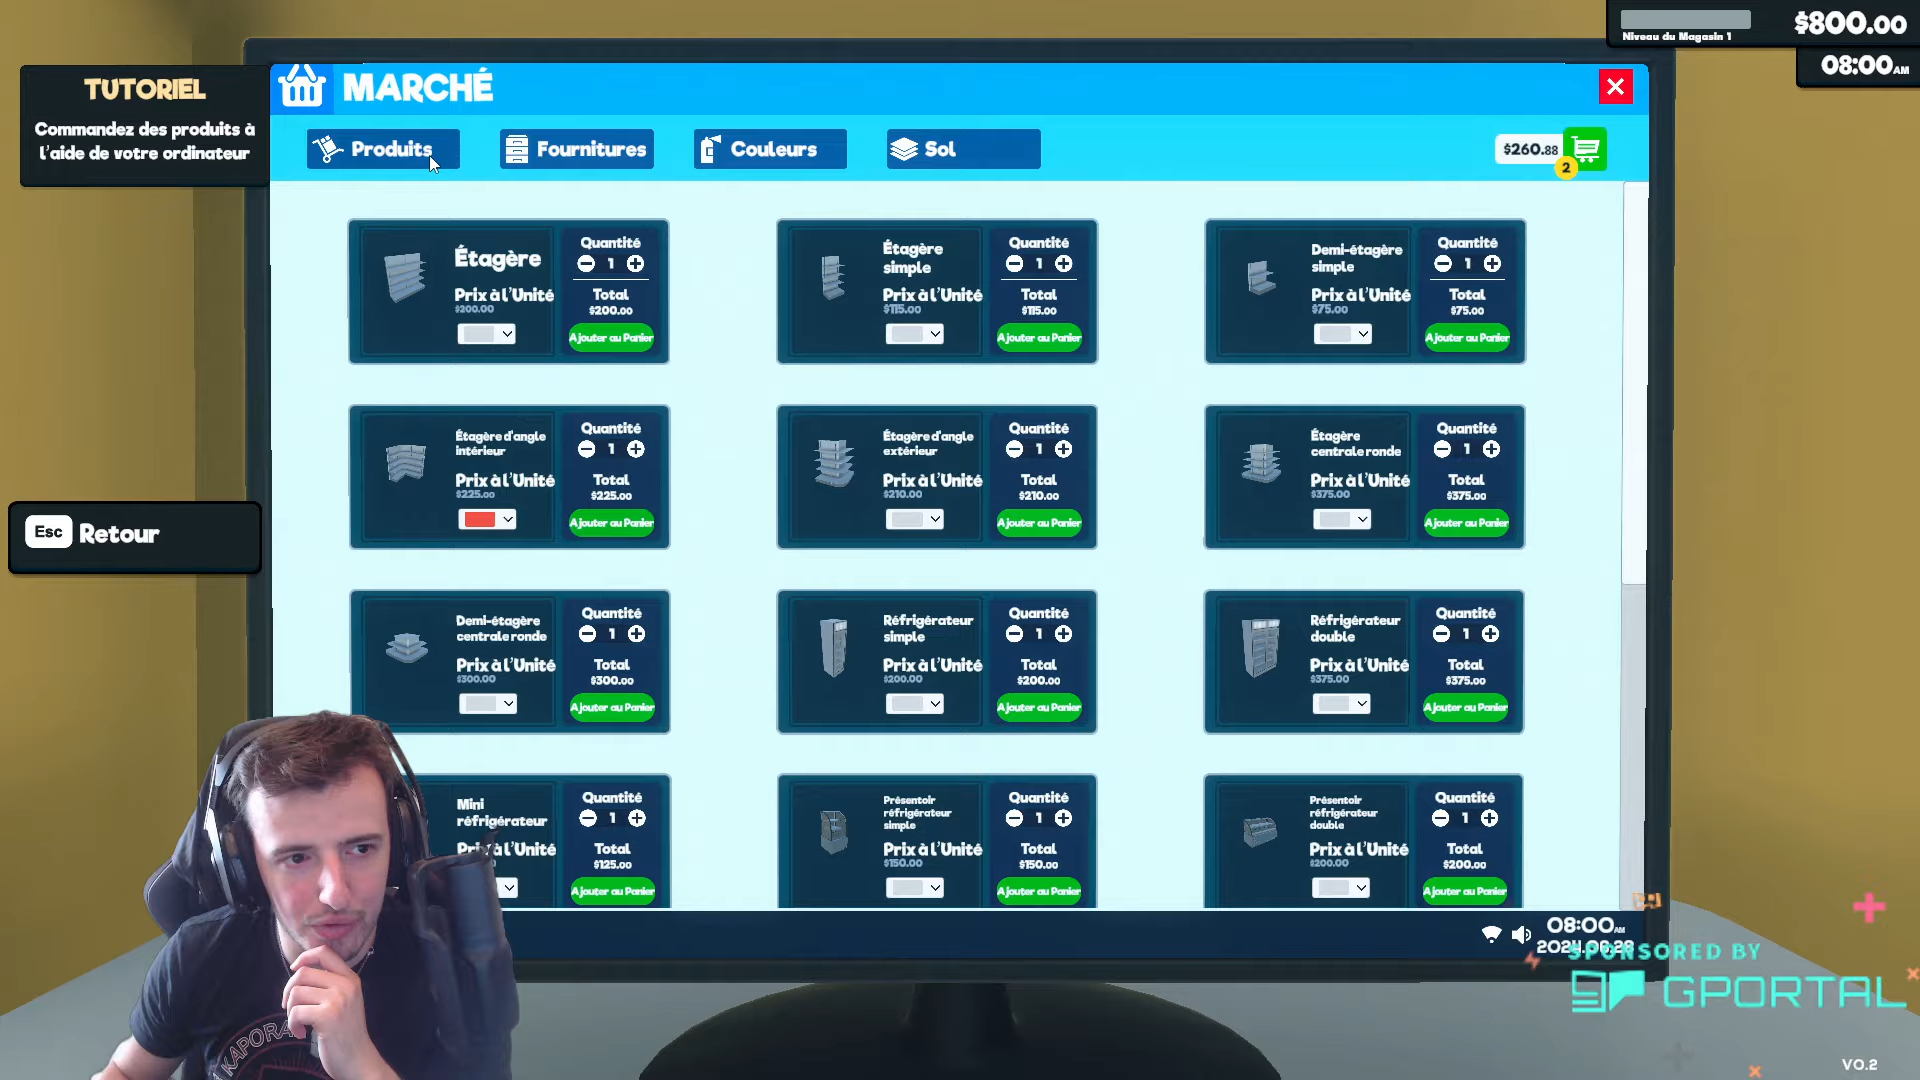 $800.00
Niveau du Magasin 1
08:00AM
TUTORIEL
Commandez des produits à
l'aide de votre ordinateur
MARCHÉ
Produits
Fournitures
Couleurs
Sol
$260.88
2
Étagère
Prix à l'Unité
$200.00
Quantité
1
Total
$200.00
Ajouter au Panier
Étagère
simple
Prix à l'Unité
$115.00
Quantité
1
Total
$115.00
Ajouter au Panier
Demi-étagère
simple
Prix à l'Unité
$75.00
Quantité
1
Total
$75.00
Ajouter au Panier
Étagère d'angle
intérieur
Prix à l'Unité
$225.00
Quantité
1
Total
$225.00
Ajouter au Panier
Étagère d'angle
extérieur
Prix à l'Unité
$210.00
Quantité
1
Total
$210.00
Ajouter au Panier
Étagère
centrale ronde
Prix à l'Unité
$375.00
Quantité
1
Total
$375.00
Ajouter au Panier
Esc Retour
Demi-étagère
centrale ronde
Prix à l'Unité
$300.00
Quantité
1
Total
$300.00
Ajouter au Panier
Réfrigérateur
simple
Prix à l'Unité
$200.00
Quantité
1
Total
$200.00
Ajouter au Panier
Réfrigérateur
double
Prix à l'Unité
$375.00
Quantité
1
Total
$375.00
Ajouter au Panier
Mini
réfrigérateur
Prix à l'Unité
Quantité
1
Total
$125.00
Ajouter au Panier
Présentoir
réfrigérateur
simple
Prix à l'Unité
$150.00
Quantité
1
Total
$150.00
Ajouter au Panier
Présentoir
réfrigérateur
double
Prix à l'Unité
$200.00
Quantité
1
Total
$200.00
Ajouter au Panier
08:00AM
2024.06.28
SPONSORED BY
GPORTAL
KAPORA
V0.2